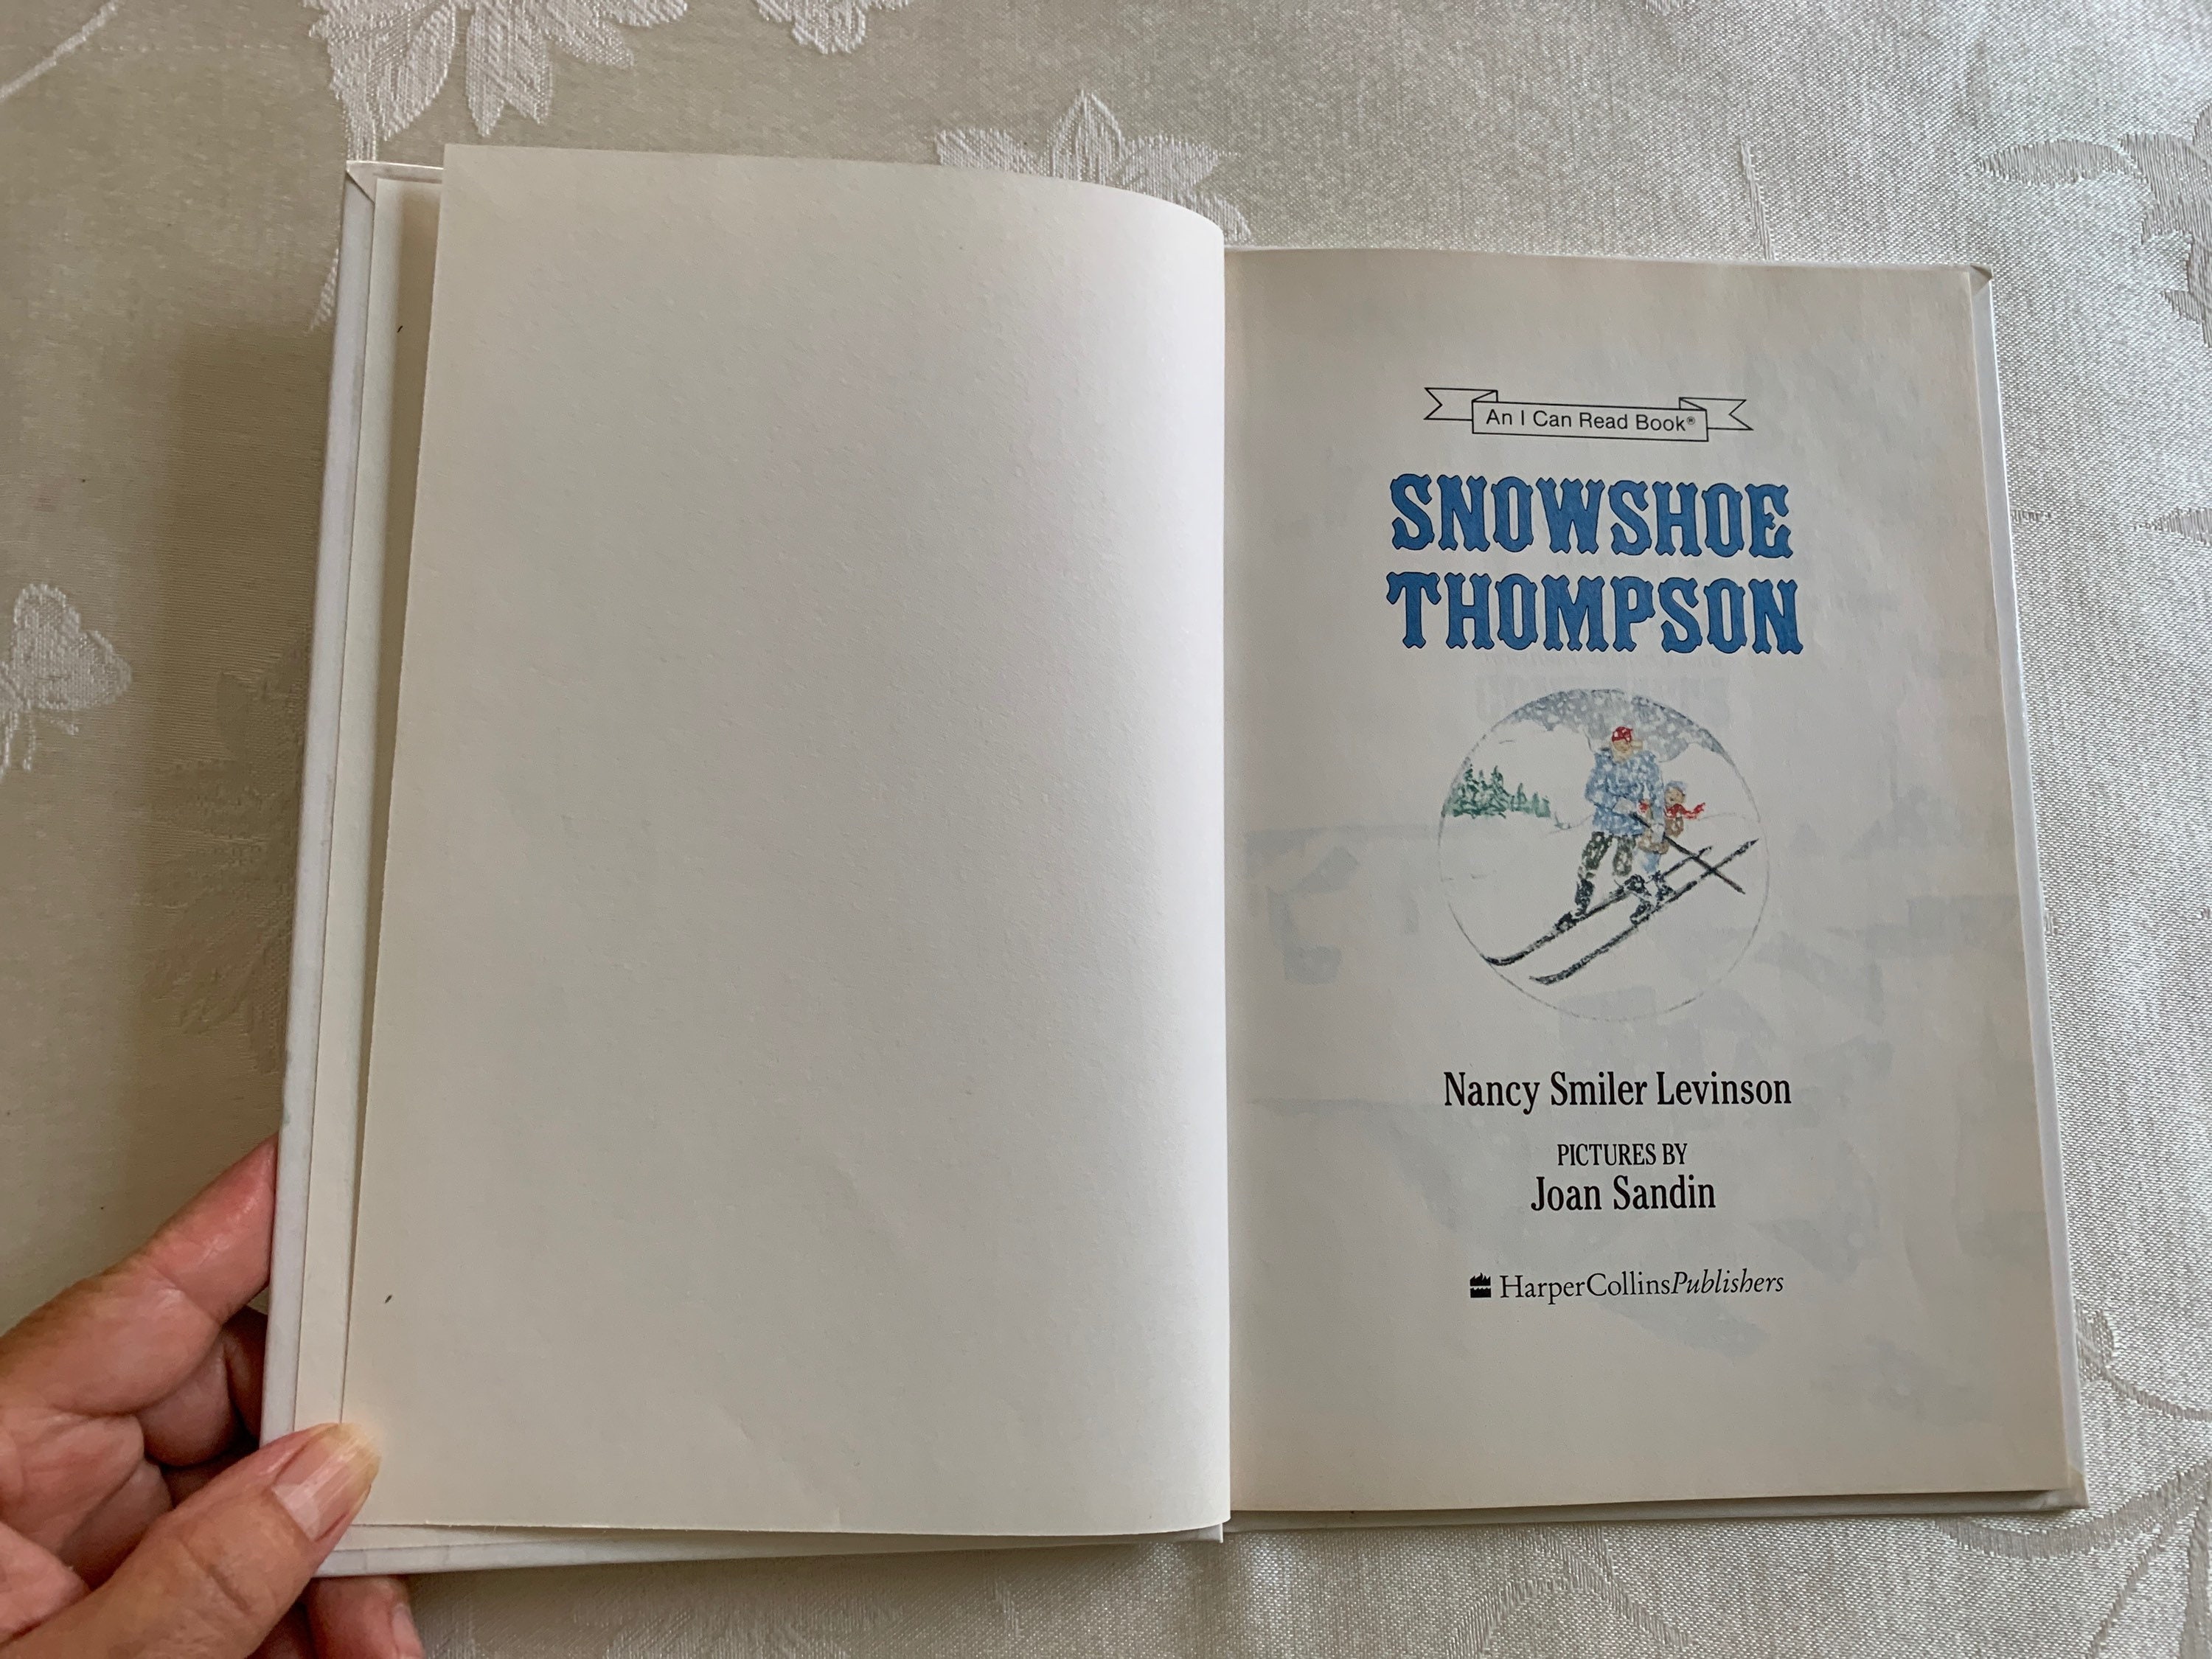 An I Can Read Book®
SNOWSHOE
THOMPSON
Nancy Smiler Levinson
PICTURES BY
Joan Sandin
HarperCollinsPublishers